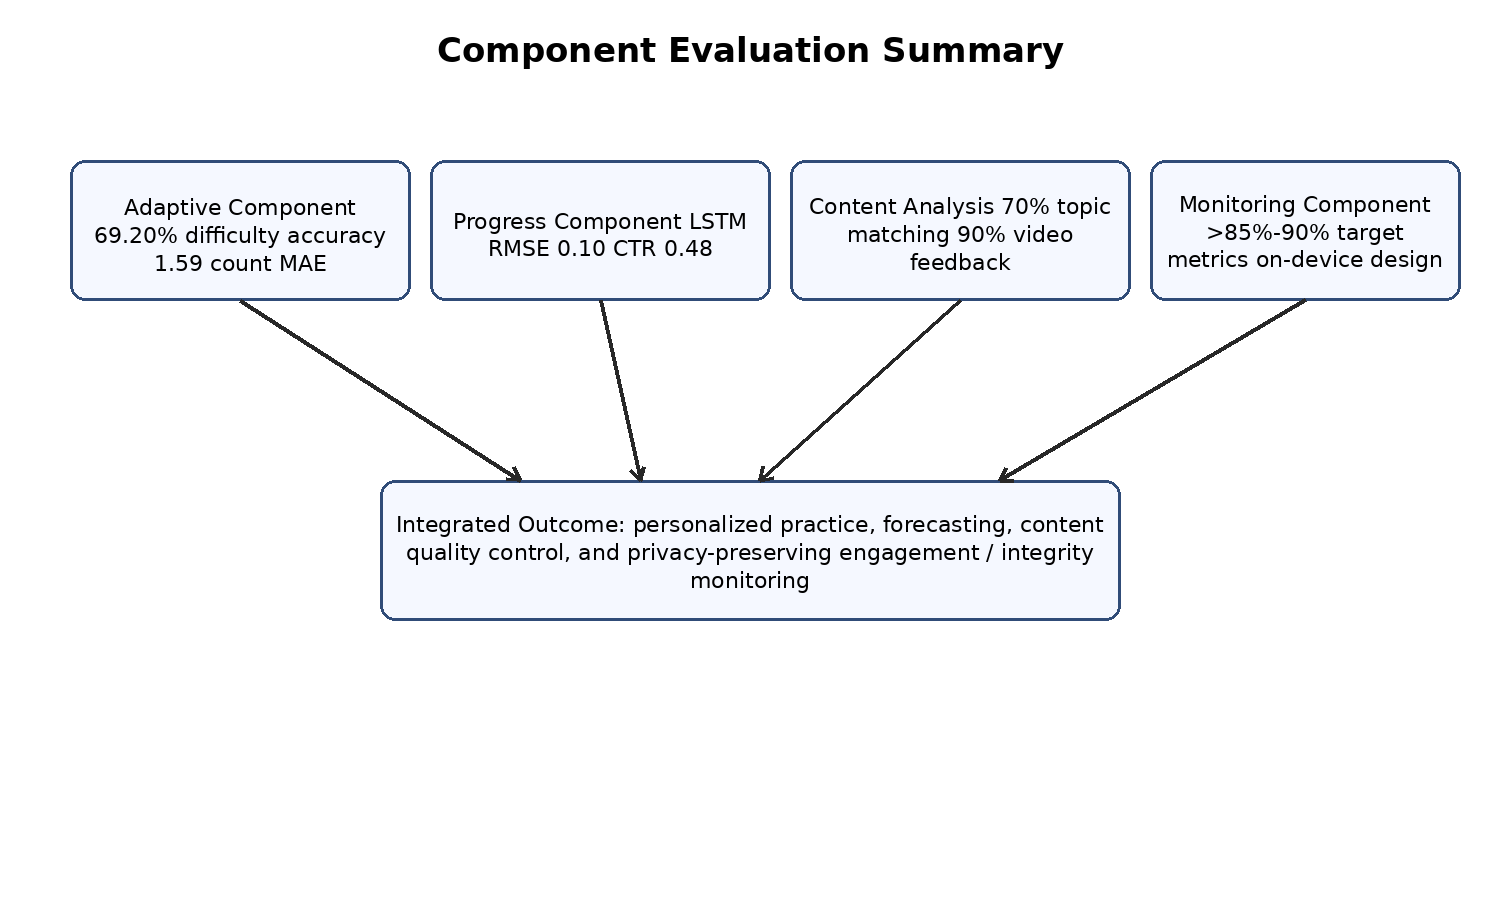 Component Evaluation Summary
Adaptive Component
69.20% difficulty accuracy
1.59 count MAE
Progress Component LSTM
RMSE 0.10 CTR 0.48
Content Analysis 70% topic
matching 90% video
feedback
Monitoring Component
>85%-90% target
metrics on-device design
Integrated Outcome: personalized practice, forecasting, content
quality control, and privacy-preserving engagement / integrity
monitoring